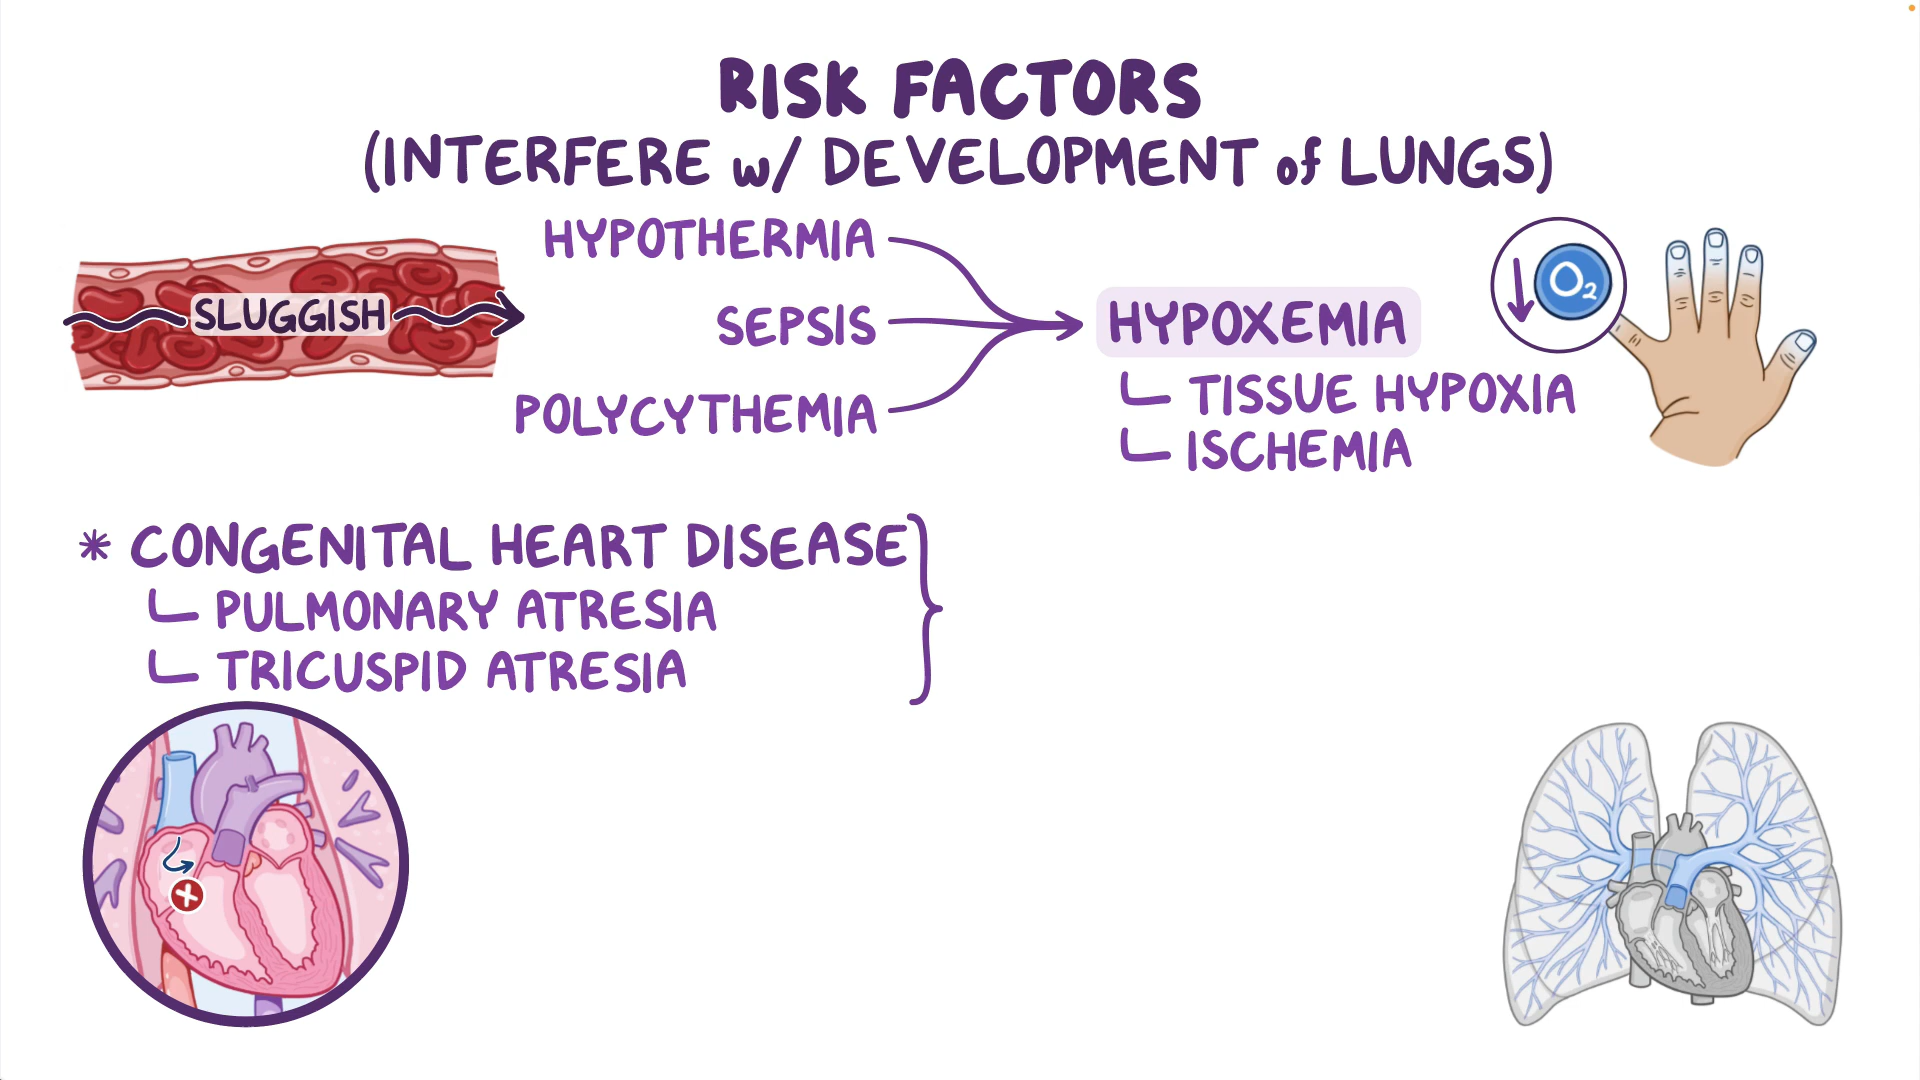 RISK FACTORS
(INTERFERE w/ DEVELOPMENT of LUNGS)
HYPOTHERMIA
SLUGGISH
SEPSIS
POLYCYTHEMIA
HYPOXEMIA
TISSUE HYPOXIA
ISCHEMIA
O₂
* CONGENITAL HEART DISEASE
PULMONARY ATRESIA
TRICUSPID ATRESIA